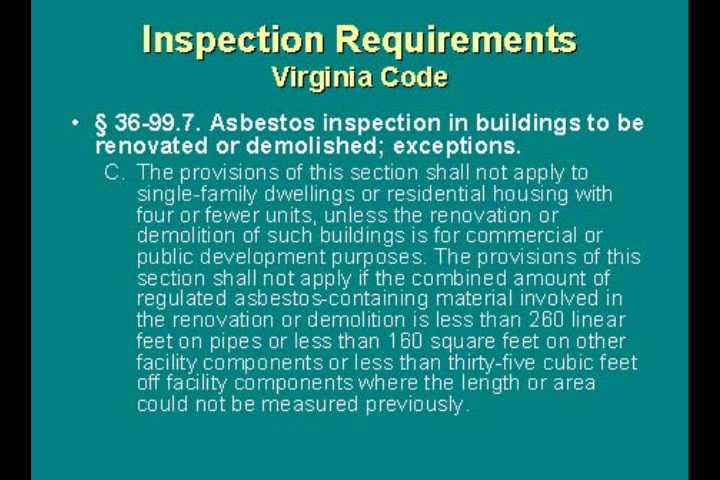 Inspection Requirements
Virginia Code
• § 36-99.7. Asbestos inspection in buildings to be
renovated or demolished; exceptions.
C. The provisions of this section shall not apply to
single-family dwellings or residential housing with
four or fewer units, unless the renovation or
demolition of such buildings is for commercial or
public development purposes. The provisions of this
section shall not apply if the combined amount of
regulated asbestos-containing material involved in
the renovation or demolition is less than 260 linear
feet on pipes or less than 160 square feet on other
facility components or less than thirty-five cubic feet
off facility components where the length or area
could not be measured previously.